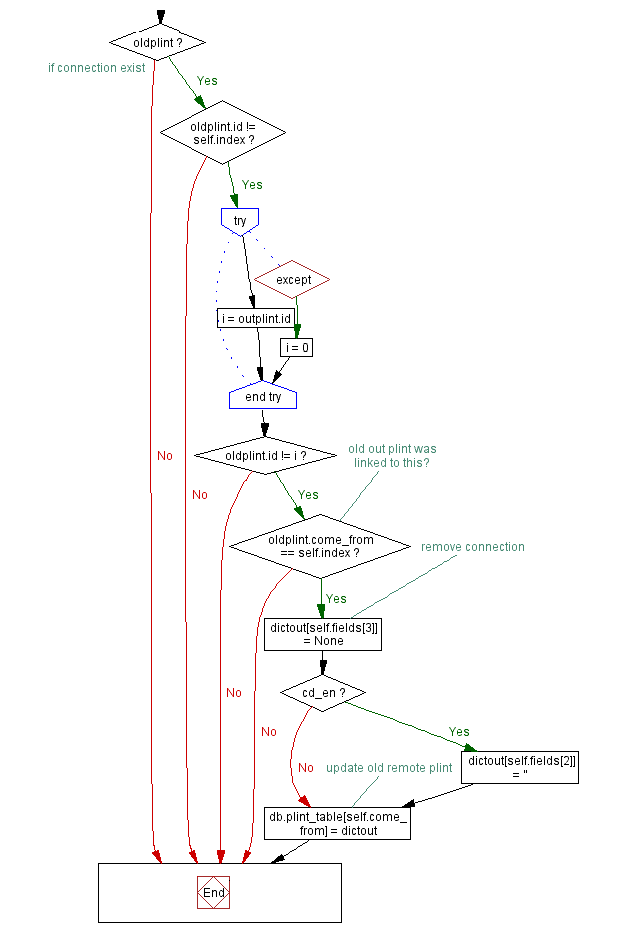 oldplint ?
if connection exist
Yes
oldplint.id !=
self.index ?
Yes
try
except
i = outplint.id
i = 0
end try
oldplint.id != i ?
old out plint was
linked to this?
No
No
Yes
oldplint.come_from
== self.index ?
remove connection
Yes
dictout[self.fields[3]]
= None
No
cd_en ?
No
Yes
No
update old remote plint
dictout[self.fields[2]]
= ''
db.plint_table[self.come_
from] = dictout
End